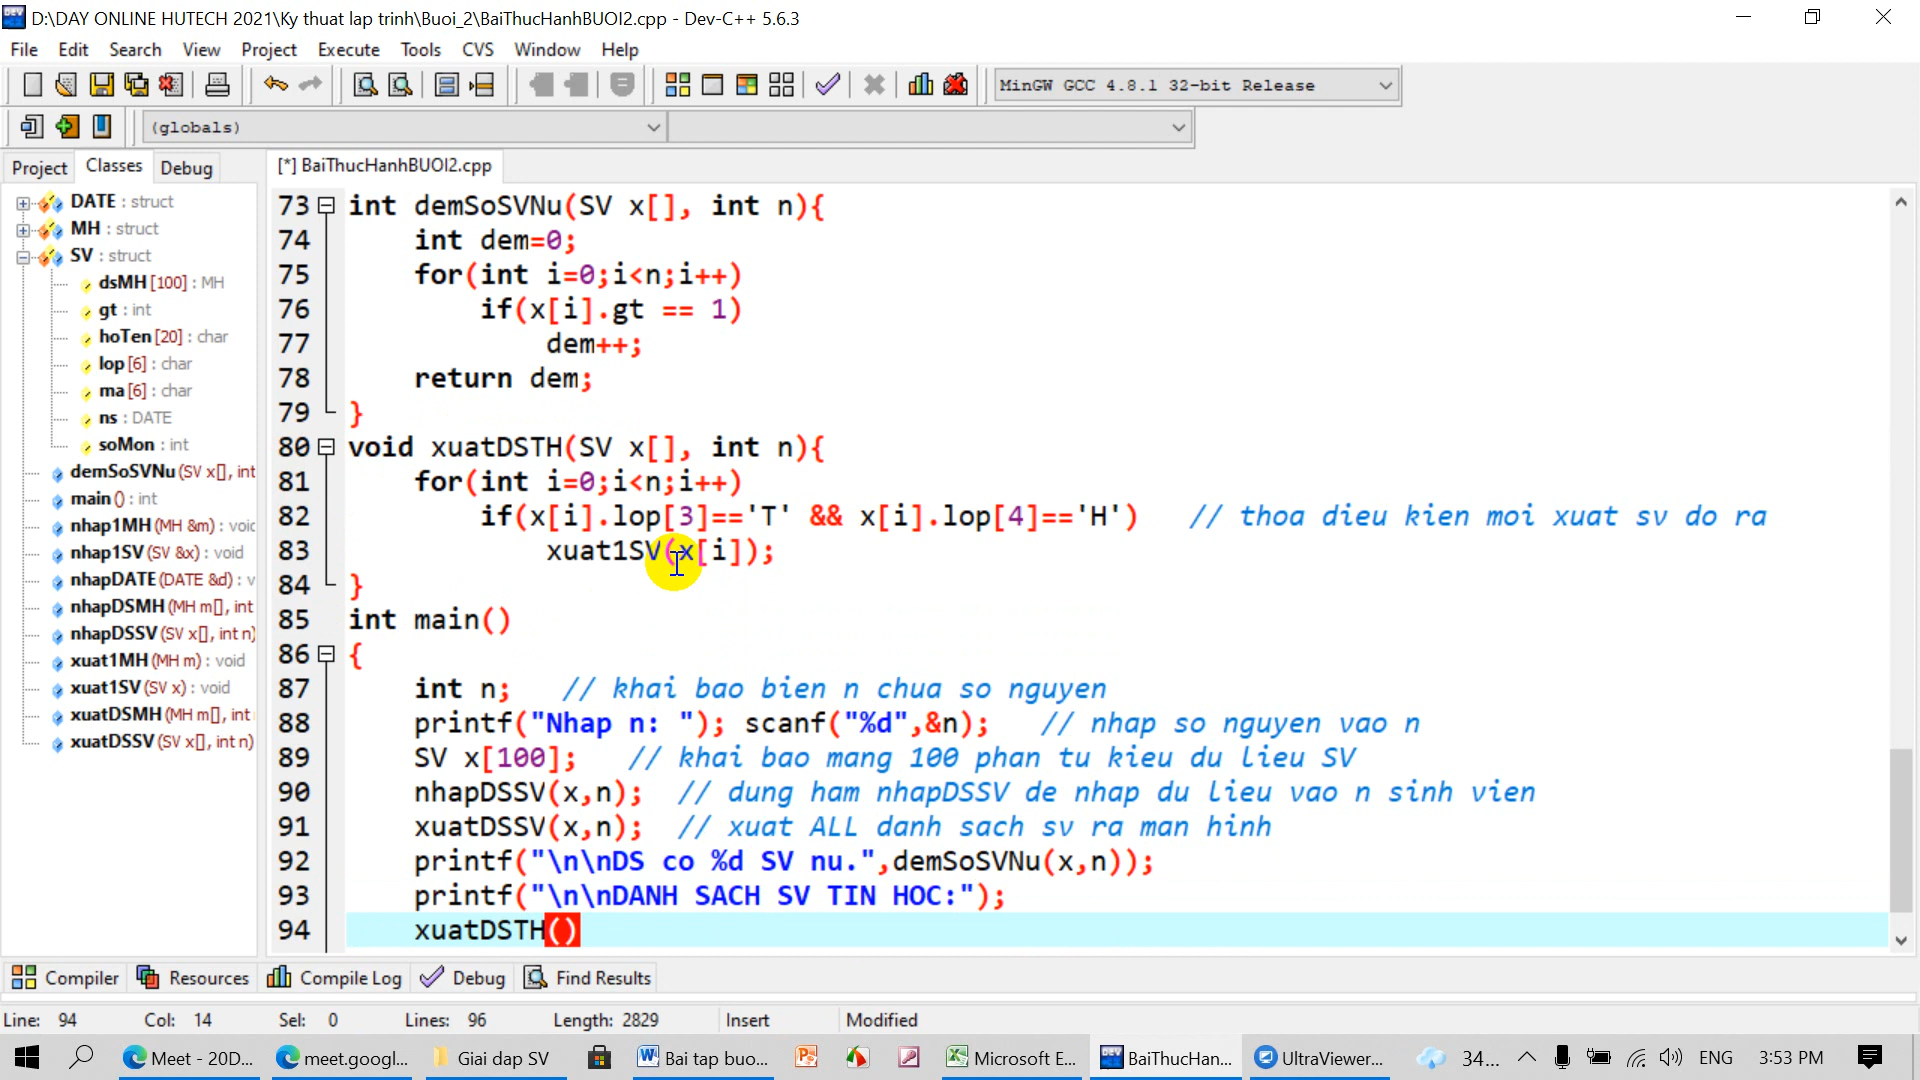 D:\DAY ONLINE HUTECH 2021\Ky thuat lap trinh\Buoi_2\BaiThucHanhBUOI2.cpp - Dev-C++ 5.6.3
File Edit Search View Project Execute Tools CVS Window Help
MinGW GCC 4.8.1 32-bit Release
(globals)
Project Classes Debug
[*] BaiThucHanhBUOI2.cpp
DATE : struct
MH : struct
SV : struct
dsMH [100] : MH
gt : int
hoTen [20] : char
lop [6] : char
ma [6] : char
ns : DATE
soMon : int
demSoSVNu (SV x[], int
main () : int
nhap1MH (MH &m) : voic
nhap1SV (SV &x) : void
nhapDATE (DATE &d) : v
nhapDSMH (MH m[], int
nhapDSSV (SV x[], int n)
xuat1MH (MH m) : void
xuat1SV (SV x) : void
xuatDSMH (MH m[], int
xuatDSSV (SV x[], int n)
73 int demSoSVNu(SV x[], int n){
74 int dem=0;
75 for(int i=0;i<n;i++)
76 if(x[i].gt == 1)
77 dem++;
78 return dem;
79 }
80 void xuatDSTH(SV x[], int n){
81 for(int i=0;i<n;i++)
82 if(x[i].lop[3]=='T' && x[i].lop[4]=='H') // thoa dieu kien moi xuat sv do ra
83 xuat1SV(x[i]);
84 }
85 int main()
86 {
87 int n; // khai bao bien n chua so nguyen
88 printf("Nhap n: "); scanf("%d",&n); // nhap so nguyen vao n
89 SV x[100]; // khai bao mang 100 phan tu kieu du lieu SV
90 nhapDSSV(x,n); // dung ham nhapDSSV de nhap du lieu vao n sinh vien
91 xuatDSSV(x,n); // xuat ALL danh sach sv ra man hinh
92 printf("\n\nDS co %d SV nu.",demSoSVNu(x,n));
93 printf("\n\nDANH SACH SV TIN HOC:");
94 xuatDSTH()
Compiler Resources Compile Log Debug Find Results
Line: 94 Col: 14 Sel: 0 Lines: 96 Length: 2829 Insert Modified
Meet - 20D... meet.googl... Giai dap SV Bai tap buo... Microsoft E... BaiThucHan... UltraViewer... 34... ENG 3:53 PM